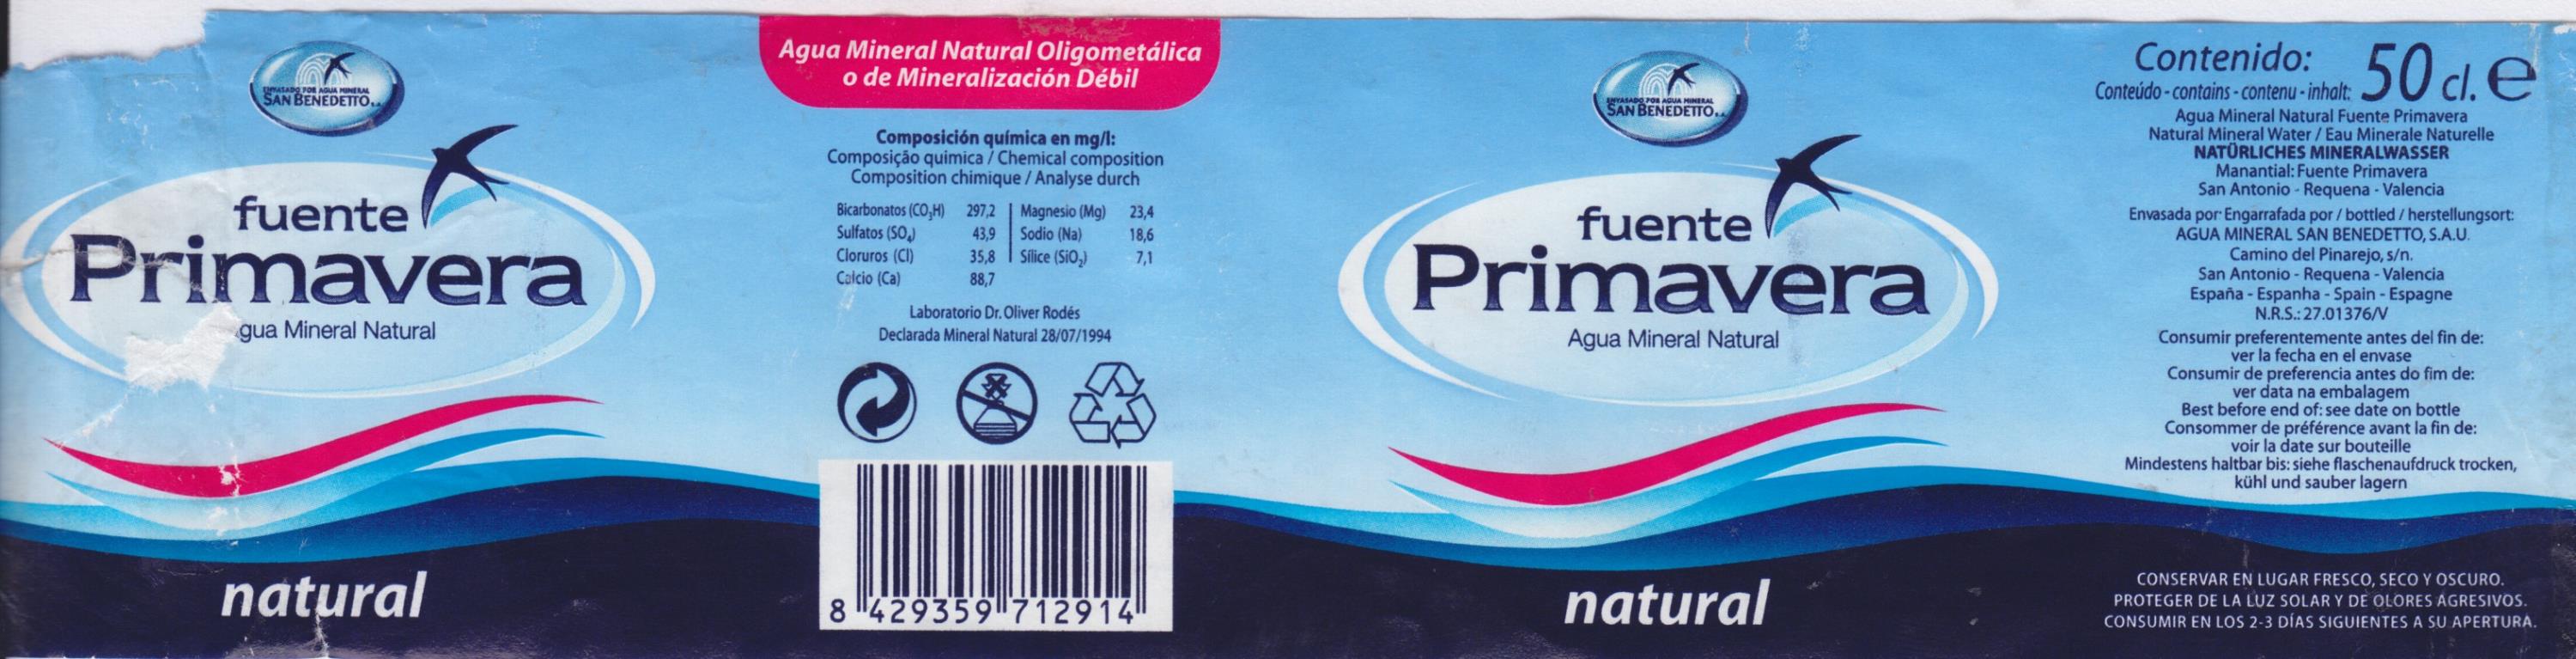 ENVASADO POR AGUA MINERAL
SAN BENEDETTO S.A.
fuente
Primavera
gua Mineral Natural
natural
Agua Mineral Natural Oligometálica
o de Mineralización Débil
Composición química en mg/l:
Composição química / Chemical composition
Composition chimique / Analyse durch
Bicarbonatos (CO3H) 297,2 Magnesio (Mg) 23,4
Sulfatos (SO4) 43,9 Sodio (Na) 18,6
Cloruros (Cl) 35,8 Sílice (SiO2) 7,1
Calcio (Ca) 88,7
Laboratorio Dr. Oliver Rodés
Declarada Mineral Natural 28/07/1994
8 429359 712914
ENVASADO POR AGUA MINERAL
SAN BENEDETTO S.A.
fuente
Primavera
Agua Mineral Natural
natural
Contenido: 50 cl. e
Conteúdo - contains - contenu - inhalt:
Agua Mineral Natural Fuente Primavera
Natural Mineral Water / Eau Minerale Naturelle
NATÜRLICHES MINERALWASSER
Manantial: Fuente Primavera
San Antonio - Requena - Valencia
Envasada por: Engarrafada por / bottled / herstellungsort:
AGUA MINERAL SAN BENEDETTO, S.A.U.
Camino del Pinarejo, s/n.
San Antonio - Requena - Valencia
España - Espanha - Spain - Espagne
N.R.S.: 27.01376/V
Consumir preferentemente antes del fin de:
ver la fecha en el envase
Consumir de preferencia antes do fim de:
ver data na embalagem
Best before end of: see date on bottle
Consommer de préférence avant la fin de:
voir la date sur bouteille
Mindestens haltbar bis: siehe flaschenaufdruck trocken,
kühl und sauber lagern
CONSERVAR EN LUGAR FRESCO, SECO Y OSCURO.
PROTEGER DE LA LUZ SOLAR Y DE OLORES AGRESIVOS.
CONSUMIR EN LOS 2-3 DÍAS SIGUIENTES A SU APERTURA.